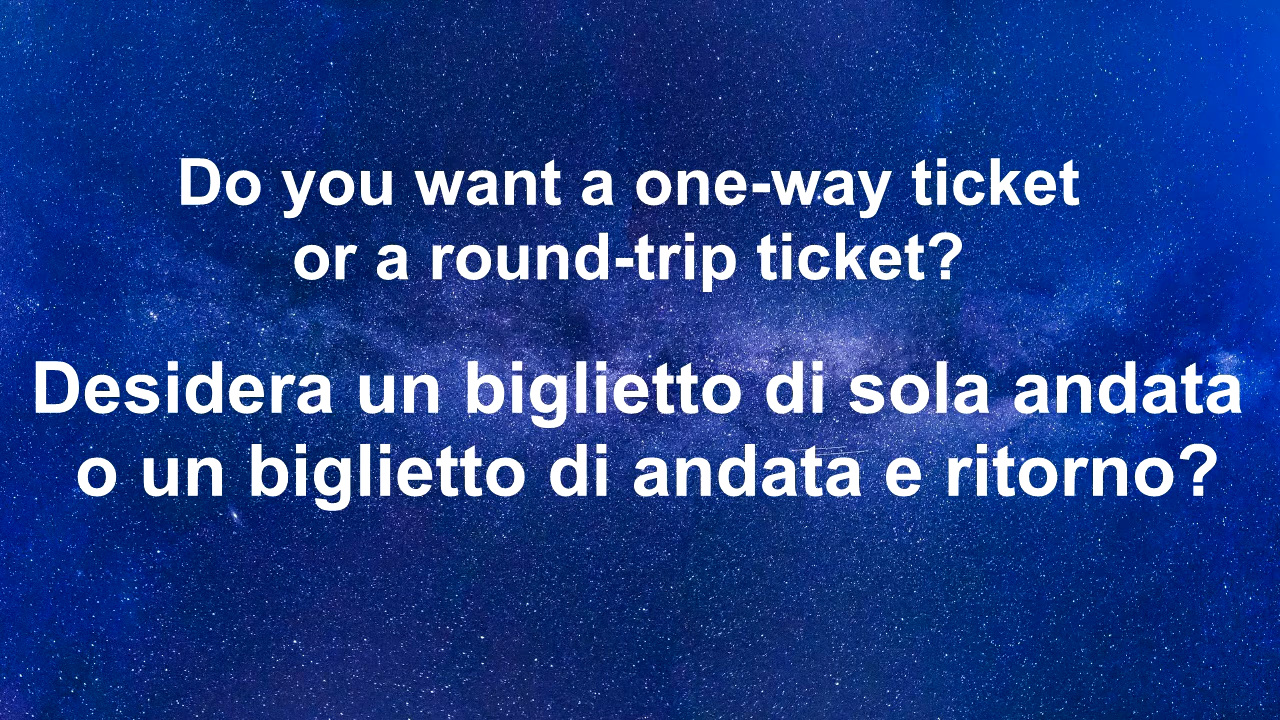 Do you want a one-way ticket
or a round-trip ticket?
Desidera un biglietto di sola andata
o un biglietto di andata e ritorno?